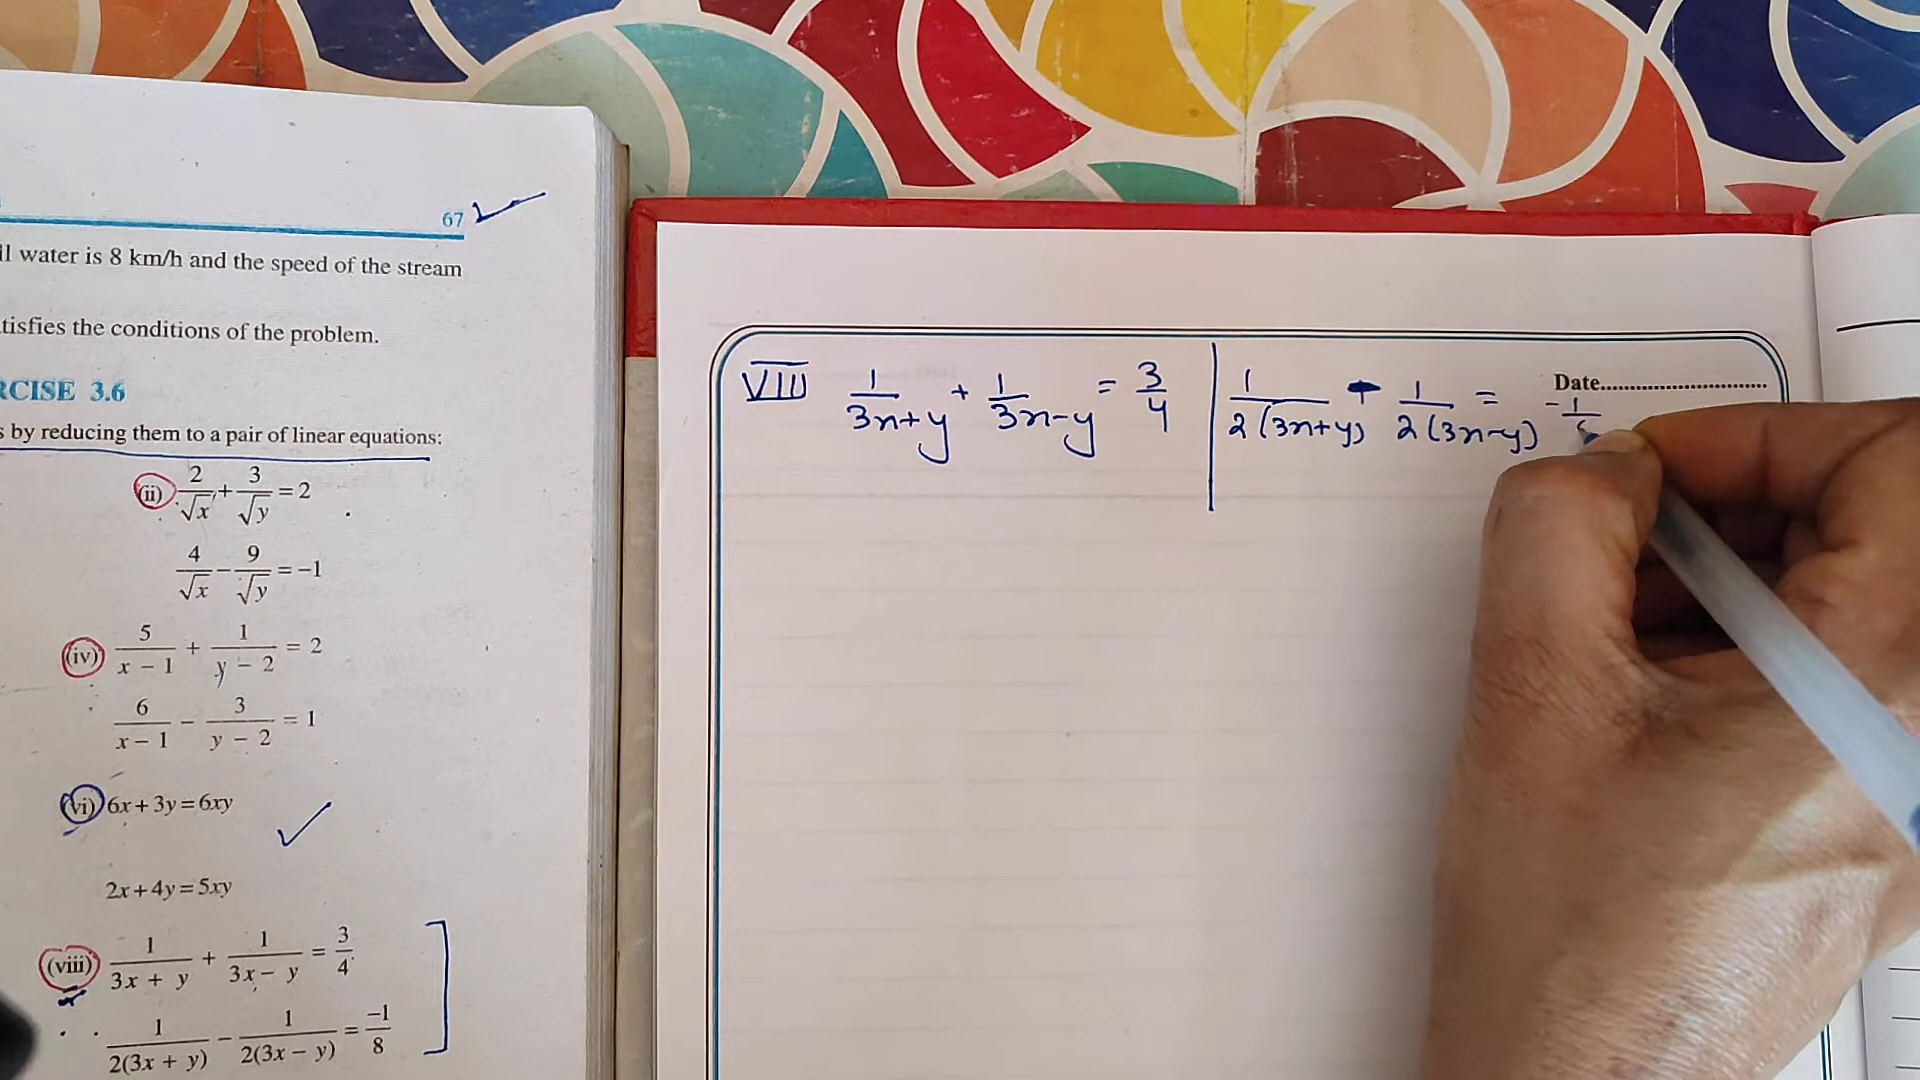 67
ll water is 8 km/h and the speed of the stream
tisfies the conditions of the problem.
RCISE 3.6
s by reducing them to a pair of linear equations:
(ii) 2/√x + 3/√y = 2
4/√x − 9/√y = −1
(iv) 5/(x − 1) + 1/(y − 2) = 2
6/(x − 1) − 3/(y − 2) = 1
(vi) 6x + 3y = 6xy
2x + 4y = 5xy
(viii) 1/(3x + y) + 1/(3x − y) = 3/4
1/(2(3x + y)) − 1/(2(3x − y)) = −1/8
Date
VIII 1/(3x+y) + 1/(3x−y) = 3/4 | 1/(2(3x+y)) - 1/(2(3x−y)) = −1/